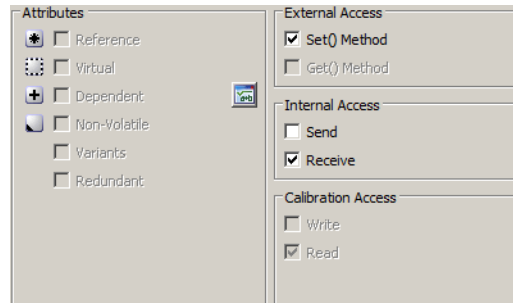 Attributes
Reference
Virtual
Dependent
Non-Volatile
Variants
Redundant
a+b
External Access
Set() Method
Get() Method
Internal Access
Send
Receive
Calibration Access
Write
Read